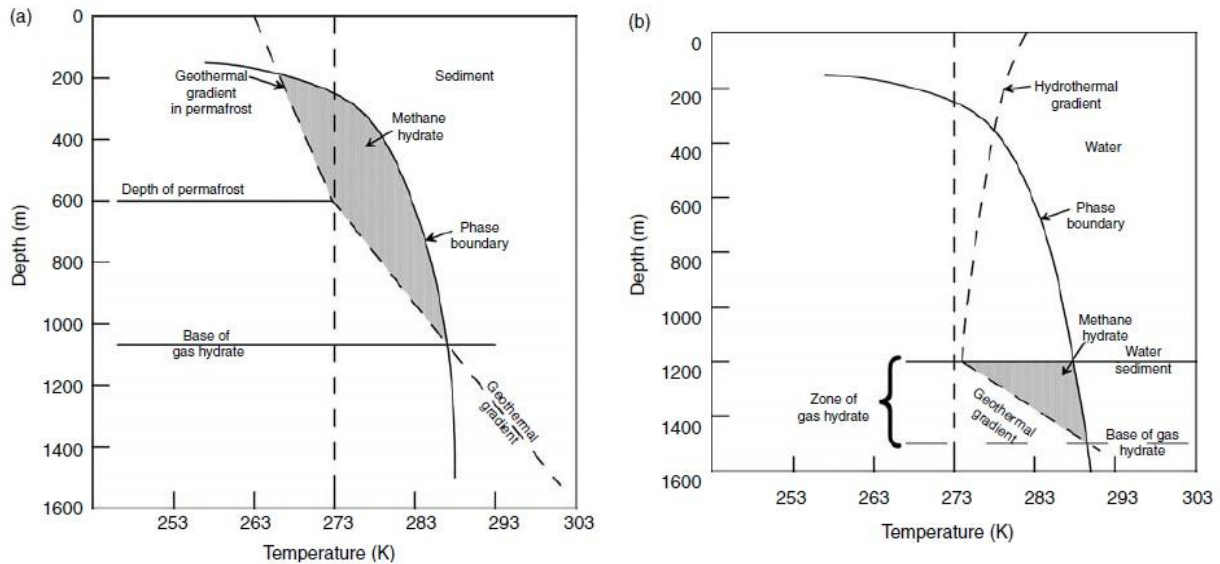 (a)
0
200
400
600
800
1000
1200
1400
1600
Depth (m)
253
263
273
283
293
303
Temperature (K)
Geothermal
gradient
in permafrost
Sediment
Methane
hydrate
Depth of permafrost
Phase
boundary
Base of
gas hydrate
Geothermal
gradient
(b)
0
200
400
600
800
1000
1200
1400
1600
Depth (m)
253
263
273
283
293
303
Temperature (K)
Hydrothermal
gradient
Water
Phase
boundary
Methane
hydrate
Water
sediment
Zone of
gas hydrate
Geothermal
gradient
Base of gas
hydrate